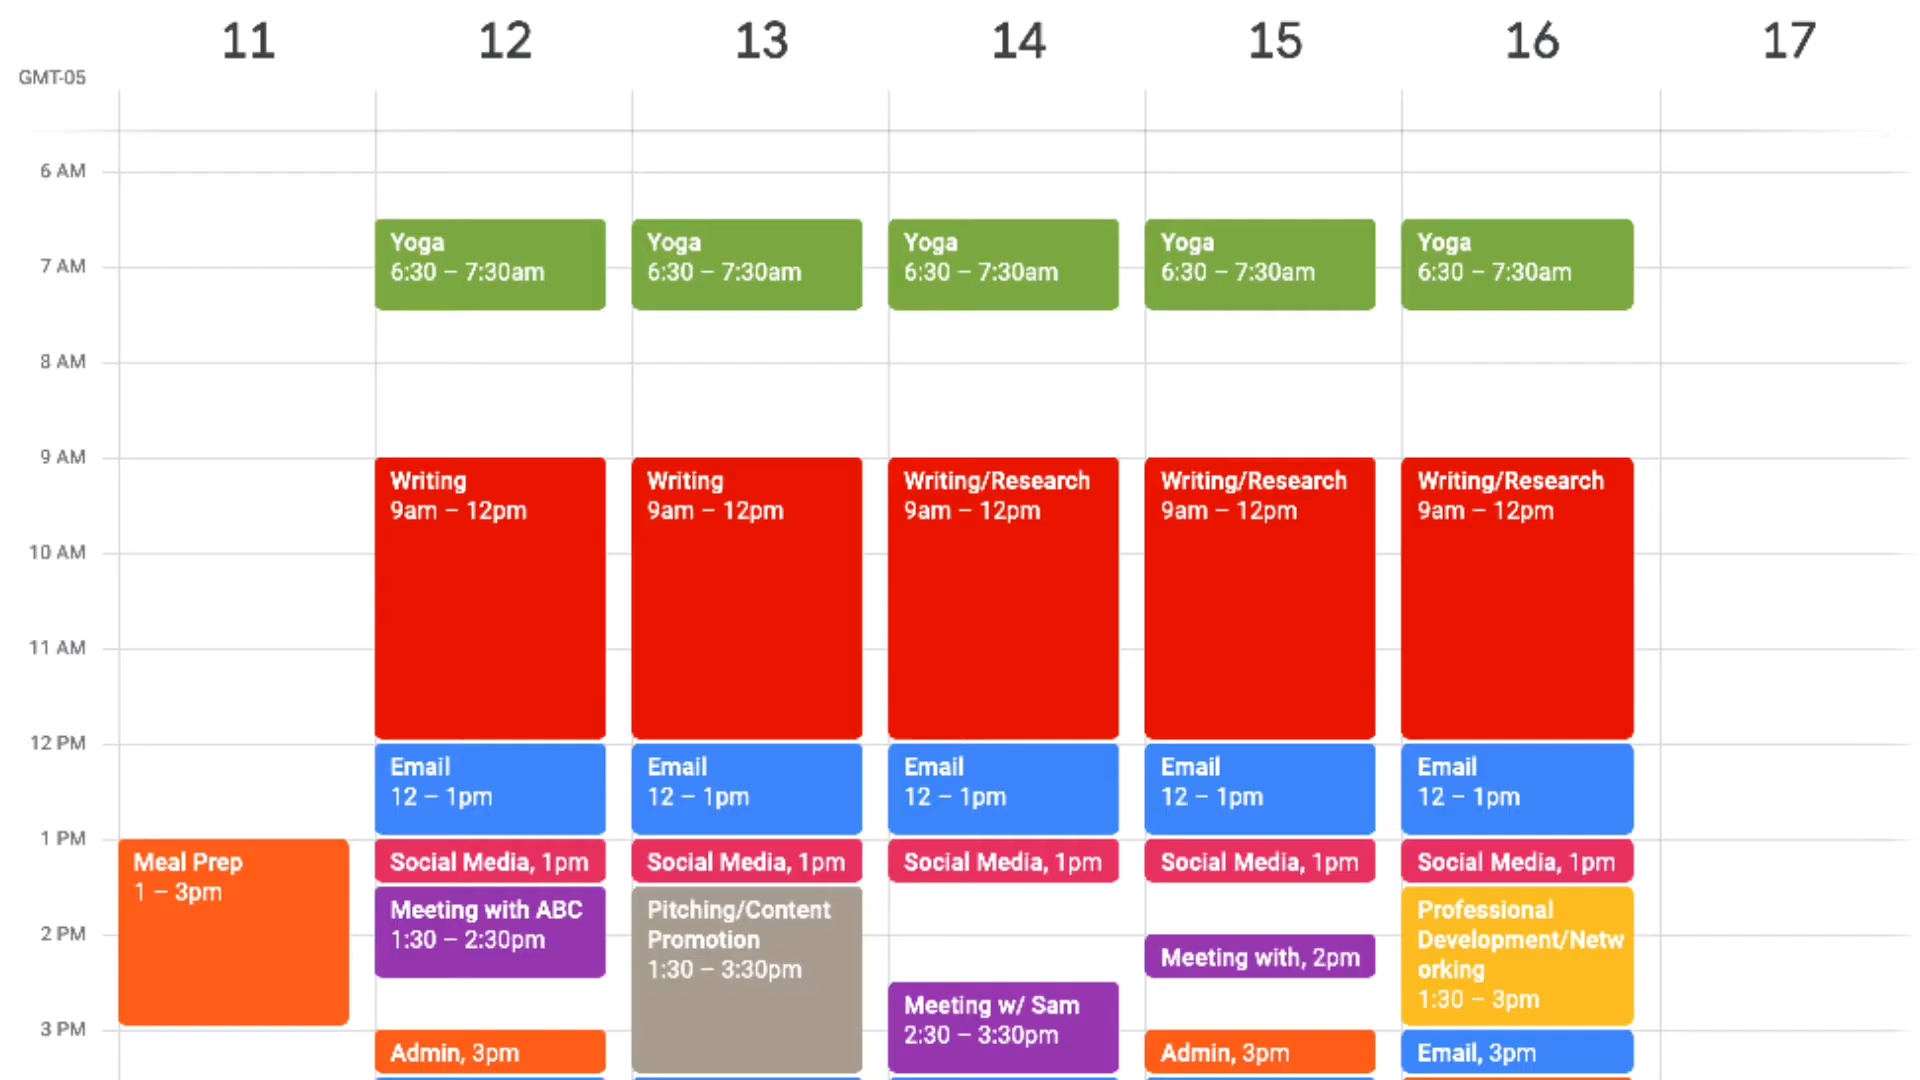 11 12 13 14 15 16 17
GMT-05
6 AM
Yoga
6:30 – 7:30am
Yoga
6:30 – 7:30am
Yoga
6:30 – 7:30am
Yoga
6:30 – 7:30am
Yoga
6:30 – 7:30am
7 AM
8 AM
9 AM
Writing
9am – 12pm
Writing
9am – 12pm
Writing/Research
9am – 12pm
Writing/Research
9am – 12pm
Writing/Research
9am – 12pm
10 AM
11 AM
12 PM
Email
12 – 1pm
Email
12 – 1pm
Email
12 – 1pm
Email
12 – 1pm
Email
12 – 1pm
1 PM
Meal Prep
1 – 3pm
Social Media, 1pm
Social Media, 1pm
Social Media, 1pm
Social Media, 1pm
Social Media, 1pm
Meeting with ABC
1:30 – 2:30pm
Pitching/Content
Promotion
1:30 – 3:30pm
Professional
Development/Netw
orking
1:30 – 3pm
2 PM
Meeting with, 2pm
Meeting w/ Sam
2:30 – 3:30pm
3 PM
Admin, 3pm
Admin, 3pm
Email, 3pm